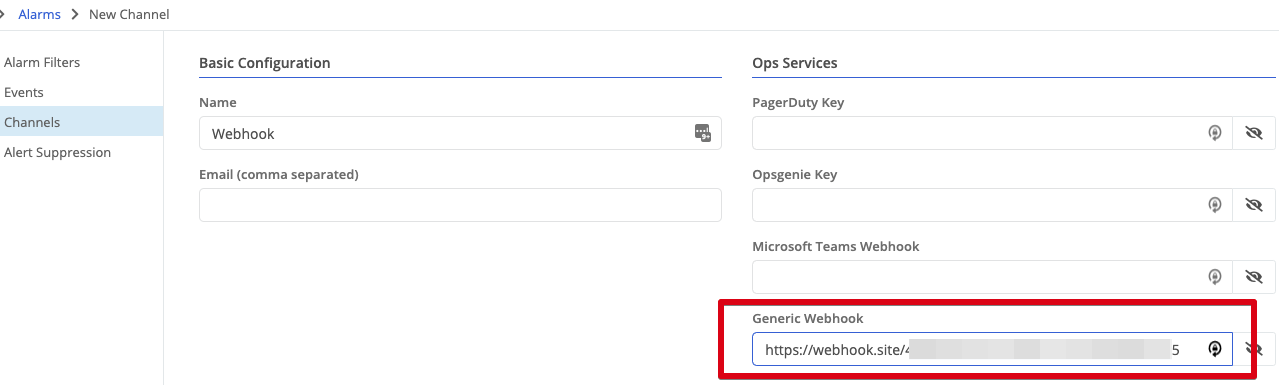 Alarms > New Channel
Alarm Filters
Events
Channels
Alert Suppression
Basic Configuration
Name
Webhook
Email (comma separated)
Ops Services
PagerDuty Key
Opsgenie Key
Microsoft Teams Webhook
Generic Webhook
https://webhook.site/4 5